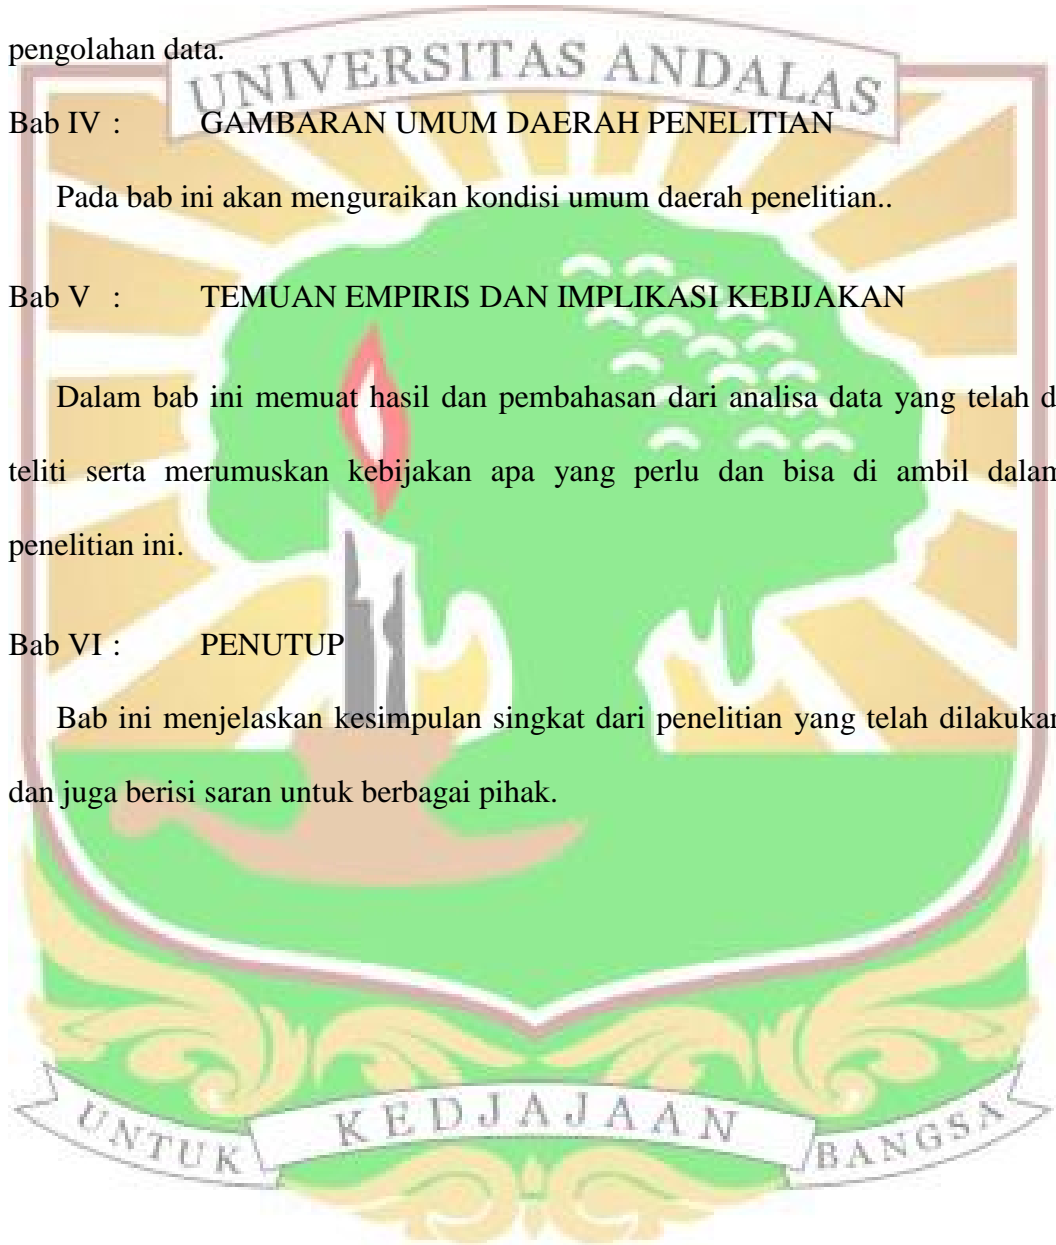 pengolahan data.
UNIVERSITAS ANDALAS
Bab IV : GAMBARAN UMUM DAERAH PENELITIAN
Pada bab ini akan menguraikan kondisi umum daerah penelitian..
Bab V : TEMUAN EMPIRIS DAN IMPLIKASI KEBIJAKAN
Dalam bab ini memuat hasil dan pembahasan dari analisa data yang telah d
teliti serta merumuskan kebijakan apa yang perlu dan bisa di ambil dalam
penelitian ini.
Bab VI : PENUTUP
Bab ini menjelaskan kesimpulan singkat dari penelitian yang telah dilakukan
dan juga berisi saran untuk berbagai pihak.
UNTUK KEDJAJAAN BANGSA